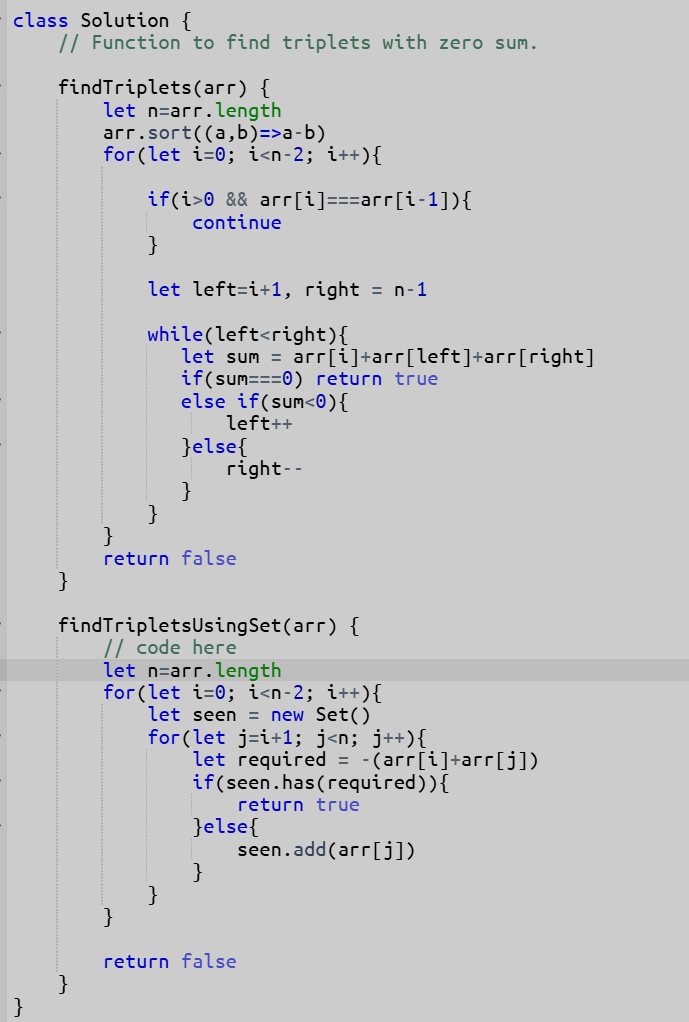 class Solution {
    // Function to find triplets with zero sum.

    findTriplets(arr) {
        let n=arr.length
        arr.sort((a,b)=>a-b)
        for(let i=0; i<n-2; i++){

            if(i>0 && arr[i]===arr[i-1]){
                continue
            }

            let left=i+1, right = n-1

            while(left<right){
               let sum = arr[i]+arr[left]+arr[right]
               if(sum===0) return true
               else if(sum<0){
                   left++
               }else{
                   right--
               }
            }
        }
        return false
    }

    findTripletsUsingSet(arr) {
        // code here
        let n=arr.length
        for(let i=0; i<n-2; i++){
            let seen = new Set()
            for(let j=i+1; j<n; j++){
                let required = -(arr[i]+arr[j])
                if(seen.has(required)){
                    return true
                }else{
                    seen.add(arr[j])
                }
            }
        }

        return false
    }
}